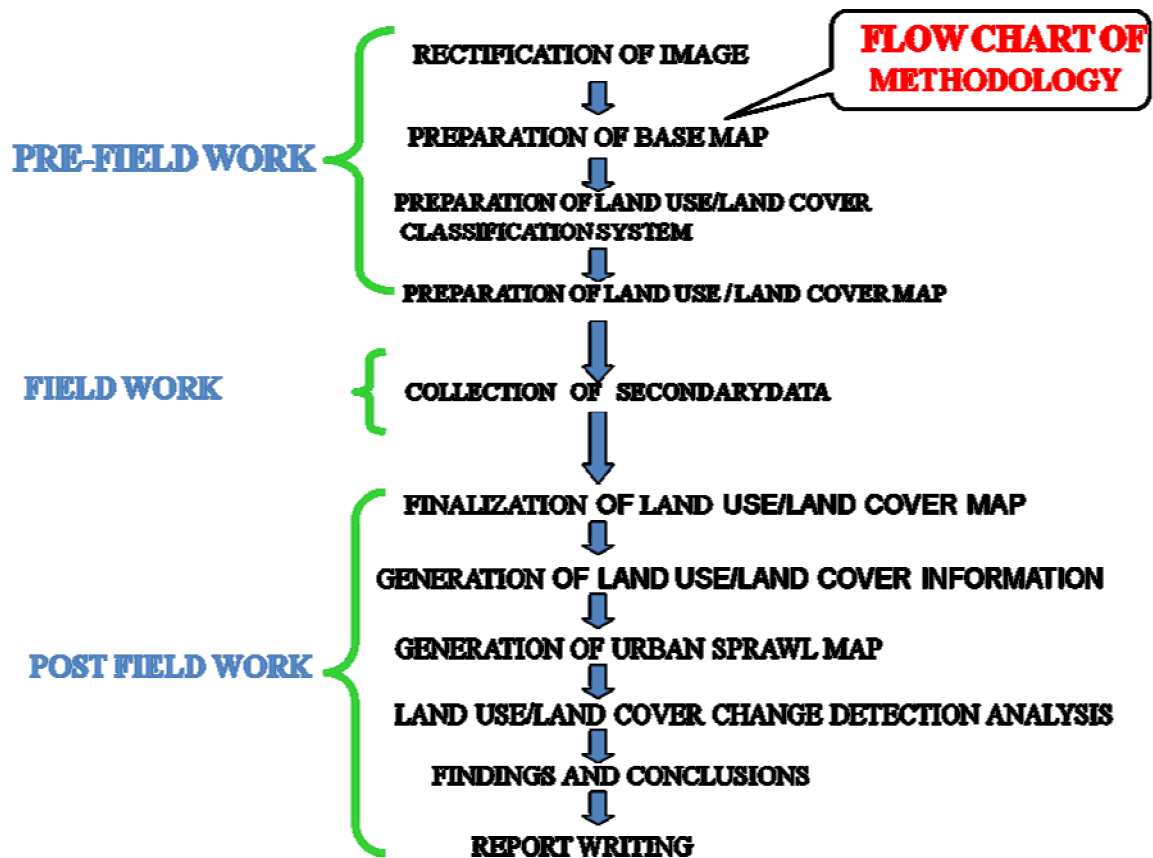 FLOW CHART OF
METHODOLOGY
PRE-FIELD WORK
RECTIFICATION OF IMAGE
PREPARATION OF BASE MAP
PREPARATION OF LAND USE/LAND COVER
CLASSIFICATION SYSTEM
PREPARATION OF LAND USE / LAND COVER MAP
FIELD WORK
COLLECTION OF SECONDARY DATA
POST FIELD WORK
FINALIZATION OF LAND USE/LAND COVER MAP
GENERATION OF LAND USE/LAND COVER INFORMATION
GENERATION OF URBAN SPRAWL MAP
LAND USE/LAND COVER CHANGE DETECTION ANALYSIS
FINDINGS AND CONCLUSIONS
REPORT WRITING